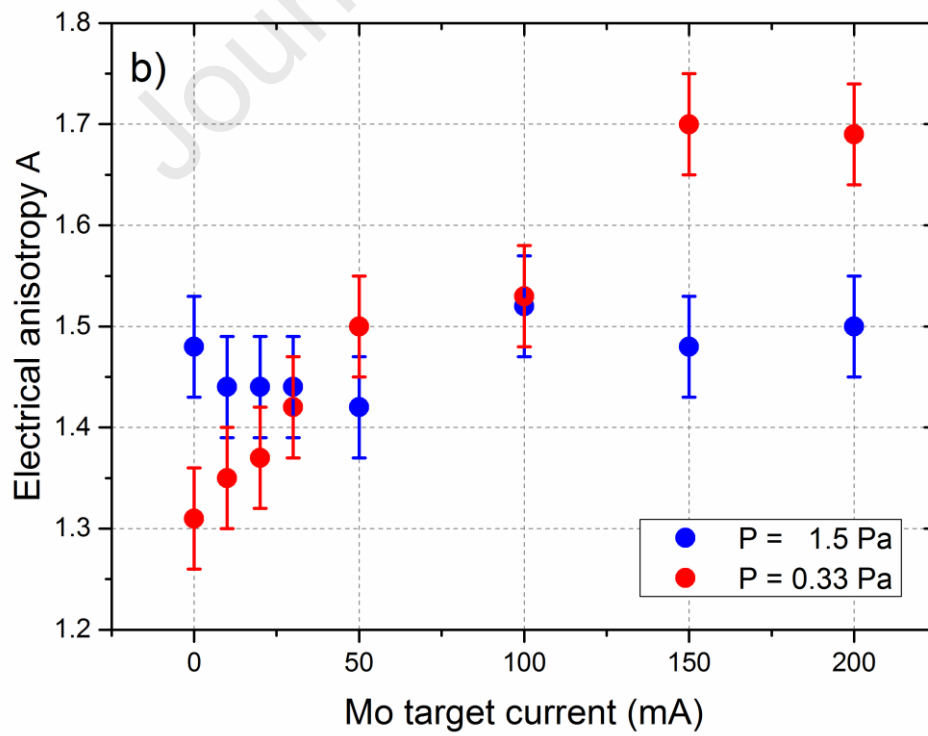 Journ
b)
1.8
1.7
1.6
1.5
1.4
1.3
1.2
Electrical anisotropy A
P = 1.5 Pa
P = 0.33 Pa
0 50 100 150 200
Mo target current (mA)